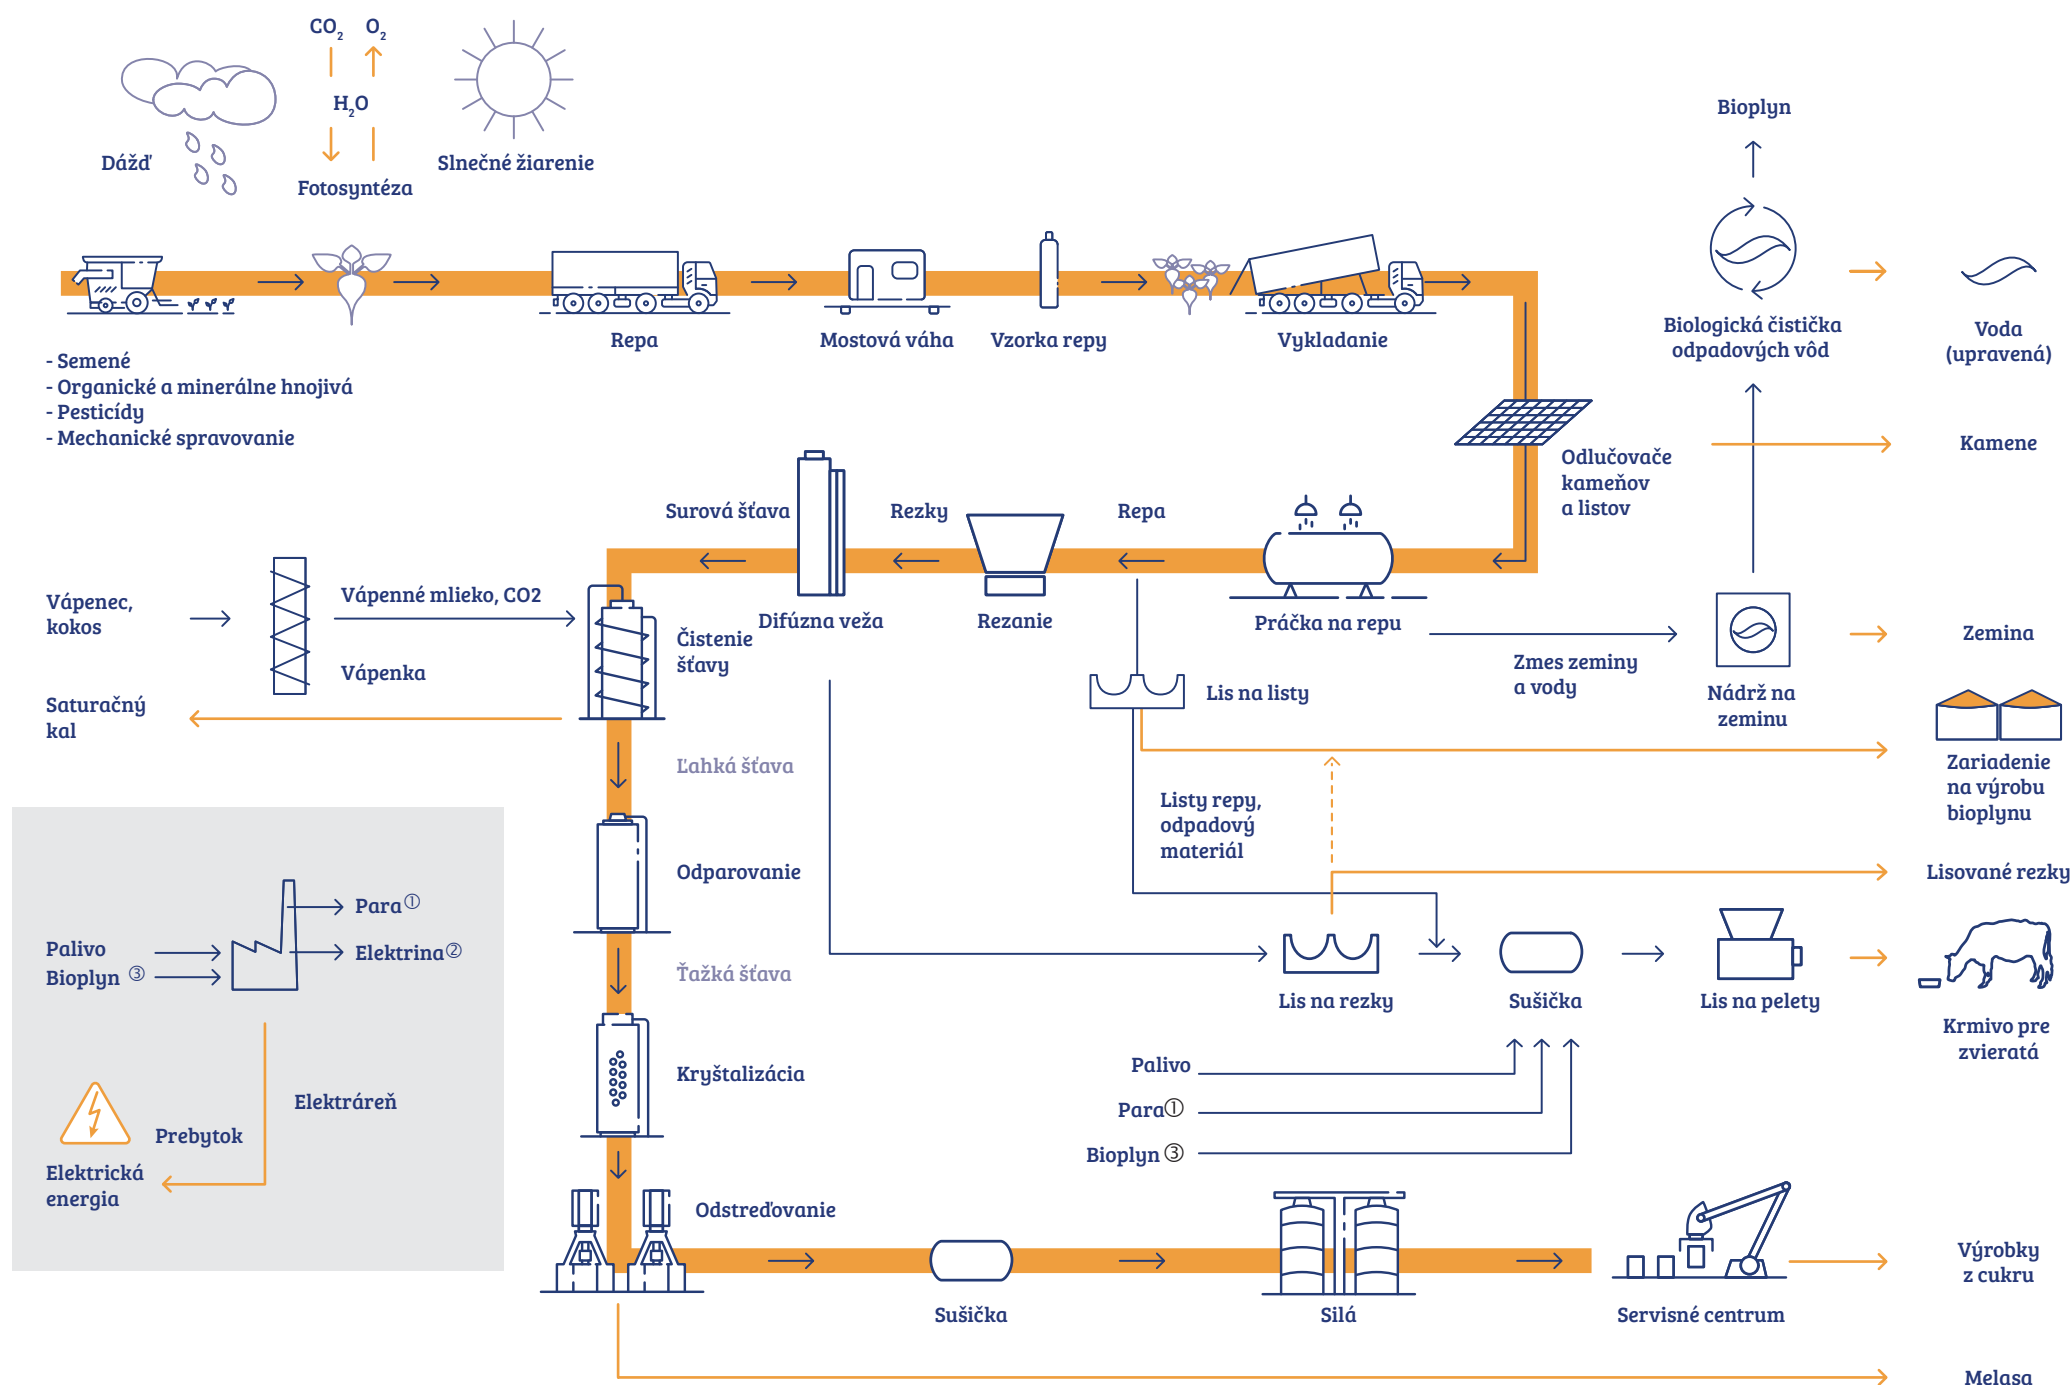 CO2 O2
H2O
Dážď
Slnečné žiarenie
Fotosyntéza
Bioplyn
Repa
Mostová váha
Vzorka repy
Vykladanie
Biologická čistička
odpadových vôd
Voda
(upravená)
- Semené
- Organické a minerálne hnojivá
- Pesticídy
- Mechanické spravovanie
Odlučovače
kameňov
a listov
Kamene
Surová šťava
Rezky
Repa
Vápenec,
kokos
Vápenné mlieko, CO2
Vápenka
Čistenie
šťavy
Difúzna veža
Rezanie
Práčka na repu
Zmes zeminy
a vody
Nádrž na
zeminu
Zemina
Saturačný
kal
Lis na listy
Ľahká šťava
Listy repy,
odpadový
materiál
Zariadenie
na výrobu
bioplynu
Odparovanie
Lisované rezky
Para①
Palivo
Elektrina②
Bioplyn ③
Ťažká šťava
Lis na rezky
Sušička
Lis na pelety
Krmivo pre
zvieratá
Kryštalizácia
Palivo
Para①
Bioplyn ③
Elektráreň
Prebytok
Elektrická
energia
Odstreďovanie
Sušička
Silá
Servisné centrum
Výrobky
z cukru
Melasa